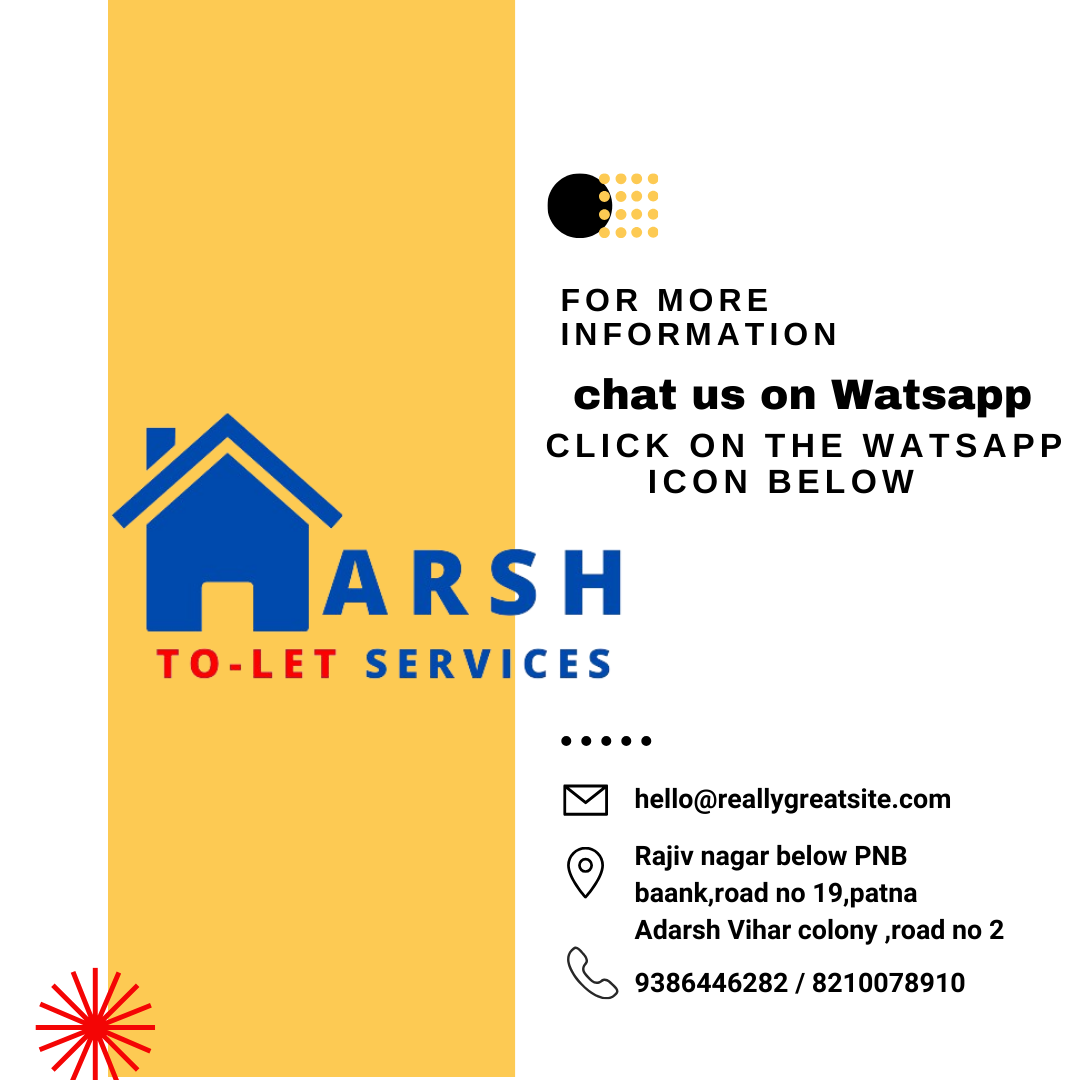 FOR MORE
INFORMATION
chat us on Watsapp
CLICK ON THE WATSAPP
ICON BELOW
ARSH
TO-LET SERVICES
hello@reallygreatsite.com
Rajiv nagar below PNB
baank,road no 19,patna
Adarsh Vihar colony ,road no 2
9386446282 / 8210078910